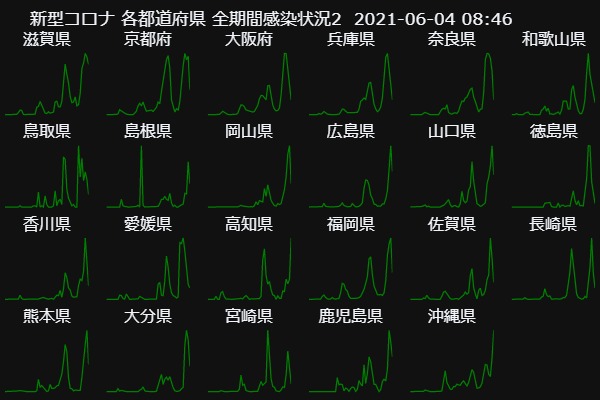 新型コロナ 各都道府県 全期間感染状況2 2021-06-04 08:46
滋賀県 京都府 大阪府 兵庫県 奈良県 和歌山県
鳥取県 島根県 岡山県 広島県 山口県 徳島県
香川県 愛媛県 高知県 福岡県 佐賀県 長崎県
熊本県 大分県 宮崎県 鹿児島県 沖縄県